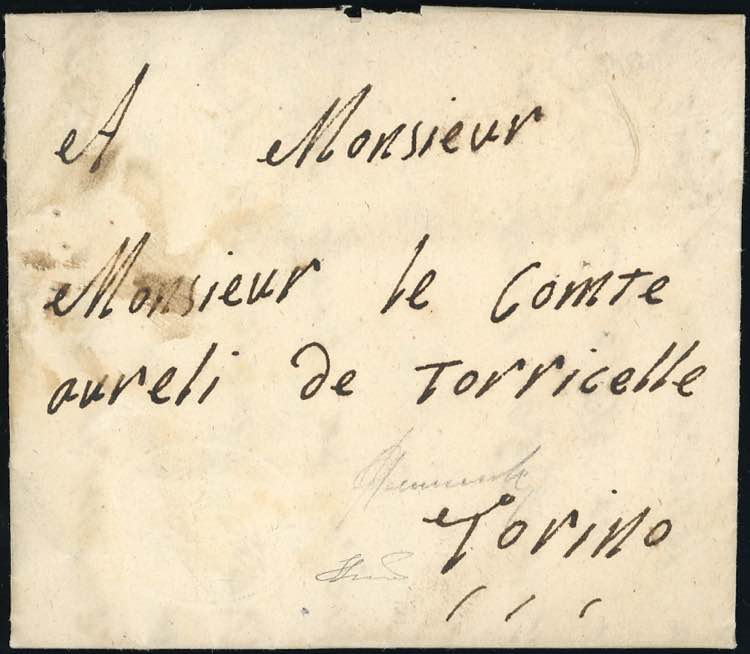 A Monsieur
Monsieur le Comte
aureli de Torricelle
Torino